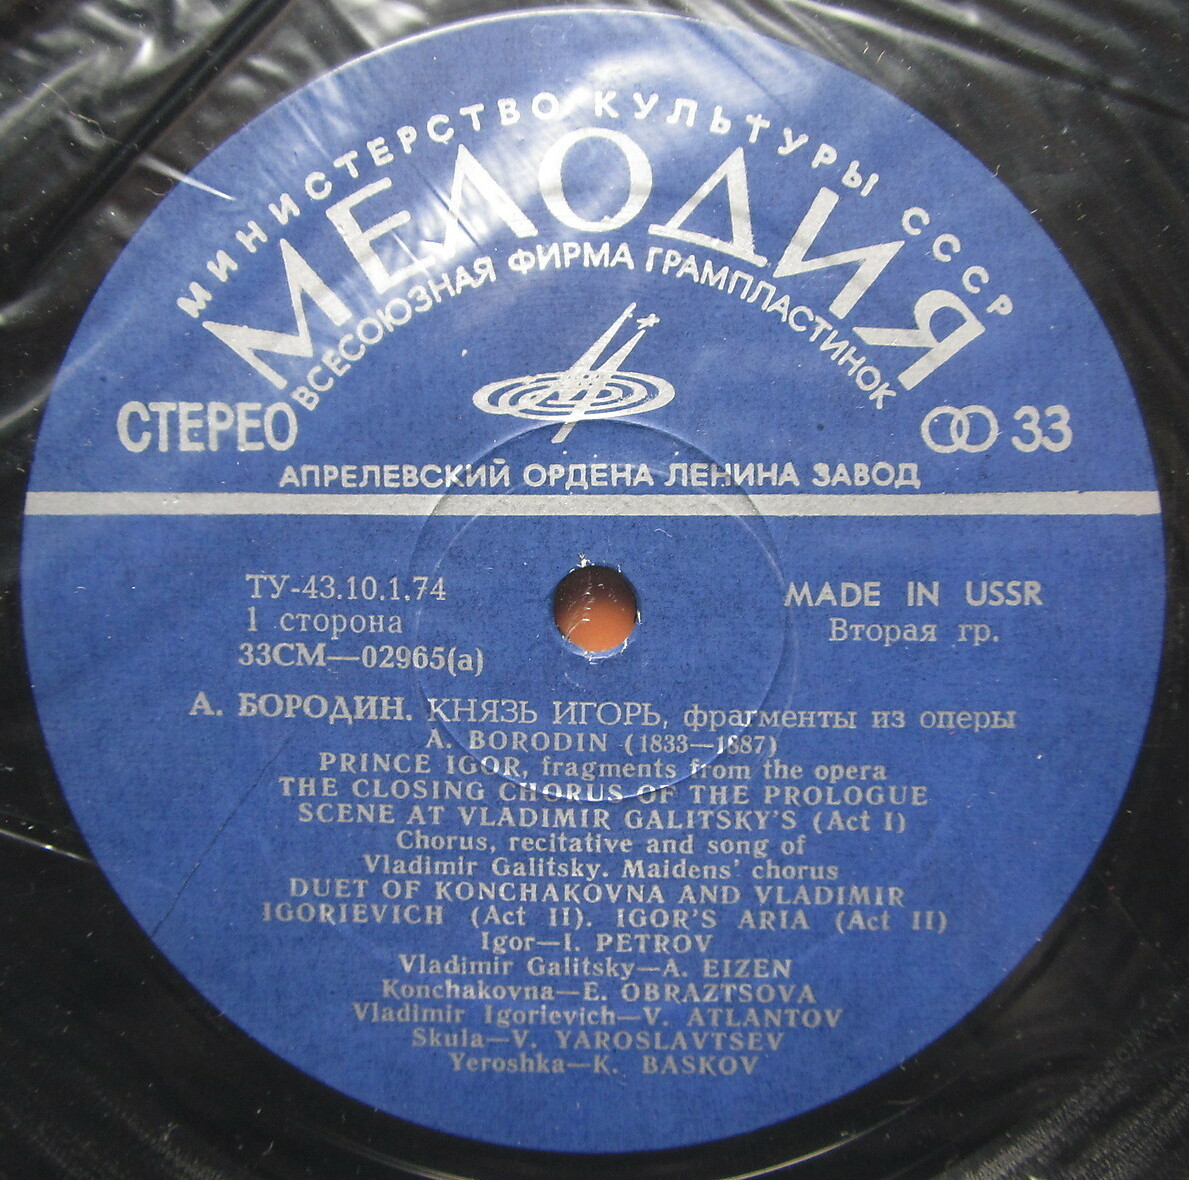 МИНИСТЕРСТВО КУЛЬТУРЫ СССР
МЕЛОДИЯ
ВСЕСОЮЗНАЯ ФИРМА ГРАМПЛАСТИНОК
СТЕРЕО
33
АПРЕЛЕВСКИЙ ОРДЕНА ЛЕНИНА ЗАВОД
ТУ-43.10.1.74
1 сторона
33СМ—02965(а)
MADE IN USSR
Вторая гр.
А. БОРОДИН. КНЯЗЬ ИГОРЬ, фрагменты из оперы
A. BORODIN (1833—1887)
PRINCE IGOR, fragments from the opera
THE CLOSING CHORUS OF THE PROLOGUE
SCENE AT VLADIMIR GALITSKY'S (Act I)
Chorus, recitative and song of
Vladimir Galitsky. Maidens' chorus
DUET OF KONCHAKOVNA AND VLADIMIR
IGORIEVICH (Act II). IGOR'S ARIA (Act II)
Igor—I. PETROV
Vladimir Galitsky—A. EIZEN
Konchakovna—E. OBRAZTSOVA
Vladimir Igorievich—V. ATLANTOV
Skula—V. YAROSLAVTSEV
Yeroshka—K. BASKOV